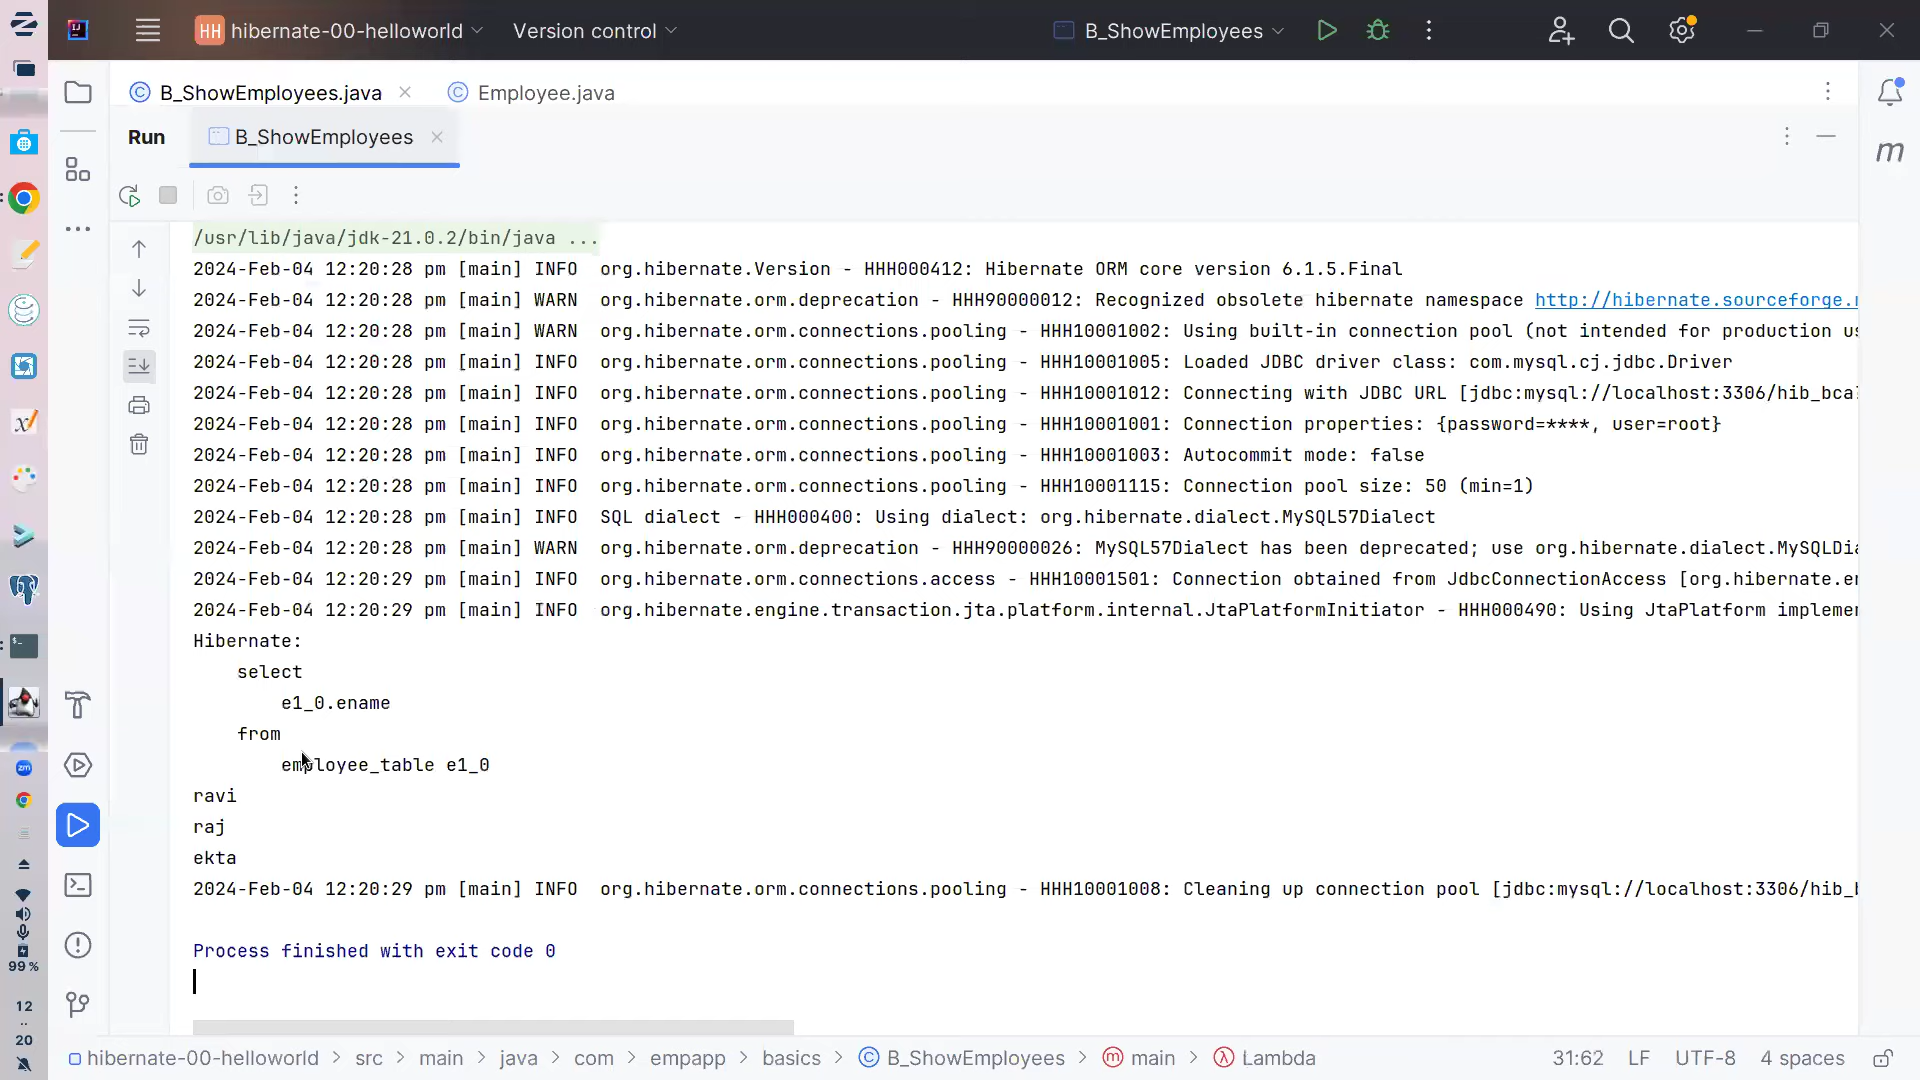 HH hibernate-00-helloworld Version control B_ShowEmployees
B_ShowEmployees.java Employee.java
Run B_ShowEmployees
m
/usr/lib/java/jdk-21.0.2/bin/java ...
2024-Feb-04 12:20:28 pm [main] INFO  org.hibernate.Version - HHH000412: Hibernate ORM core version 6.1.5.Final
2024-Feb-04 12:20:28 pm [main] WARN  org.hibernate.orm.deprecation - HHH90000012: Recognized obsolete hibernate namespace http://hibernate.sourceforge.
2024-Feb-04 12:20:28 pm [main] WARN  org.hibernate.orm.connections.pooling - HHH10001002: Using built-in connection pool (not intended for production us
2024-Feb-04 12:20:28 pm [main] INFO  org.hibernate.orm.connections.pooling - HHH10001005: Loaded JDBC driver class: com.mysql.cj.jdbc.Driver
2024-Feb-04 12:20:28 pm [main] INFO  org.hibernate.orm.connections.pooling - HHH10001012: Connecting with JDBC URL [jdbc:mysql://localhost:3306/hib_bca
2024-Feb-04 12:20:28 pm [main] INFO  org.hibernate.orm.connections.pooling - HHH10001001: Connection properties: {password=****, user=root}
2024-Feb-04 12:20:28 pm [main] INFO  org.hibernate.orm.connections.pooling - HHH10001003: Autocommit mode: false
2024-Feb-04 12:20:28 pm [main] INFO  org.hibernate.orm.connections.pooling - HHH10001115: Connection pool size: 50 (min=1)
2024-Feb-04 12:20:28 pm [main] INFO  SQL dialect - HHH000400: Using dialect: org.hibernate.dialect.MySQL57Dialect
2024-Feb-04 12:20:28 pm [main] WARN  org.hibernate.orm.deprecation - HHH90000026: MySQL57Dialect has been deprecated; use org.hibernate.dialect.MySQLDia
2024-Feb-04 12:20:29 pm [main] INFO  org.hibernate.orm.connections.access - HHH10001501: Connection obtained from JdbcConnectionAccess [org.hibernate.en
2024-Feb-04 12:20:29 pm [main] INFO  org.hibernate.engine.transaction.jta.platform.internal.JtaPlatformInitiator - HHH000490: Using JtaPlatform implemen
Hibernate:
select
e1_0.ename
from
employee_table e1_0
ravi
raj
ekta
2024-Feb-04 12:20:29 pm [main] INFO  org.hibernate.orm.connections.pooling - HHH10001008: Cleaning up connection pool [jdbc:mysql://localhost:3306/hib_b
Process finished with exit code 0
zm
99 %
12
..
20
hibernate-00-helloworld > src > main > java > com > empapp > basics > B_ShowEmployees > main > Lambda 31:62 LF UTF-8 4 spaces